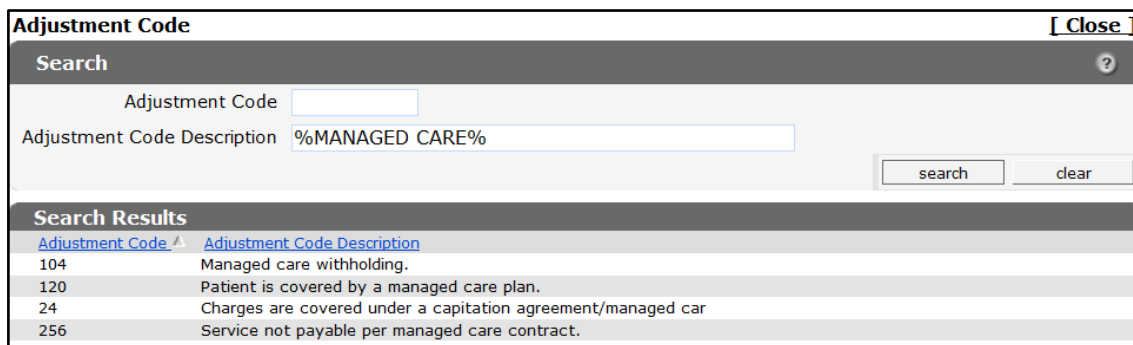 Adjustment Code [ Close ]
Search ?
Adjustment Code
Adjustment Code Description %MANAGED CARE%
search clear
Search Results
Adjustment Code Adjustment Code Description
104 Managed care withholding.
120 Patient is covered by a managed care plan.
24 Charges are covered under a capitation agreement/managed car
256 Service not payable per managed care contract.